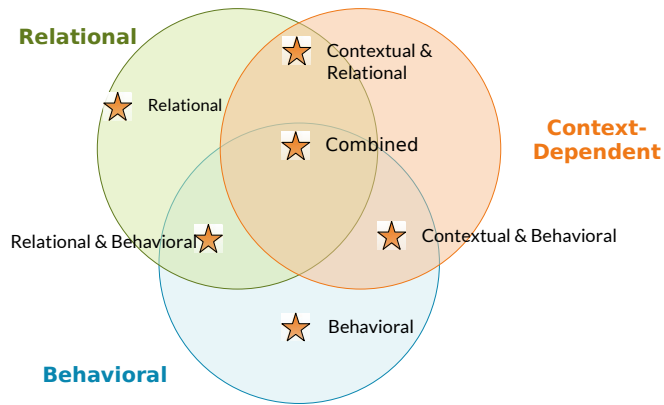 Relational
Contextual &
Relational
Relational
Context-
Dependent
Combined
Relational & Behavioral
Contextual & Behavioral
Behavioral
Behavioral